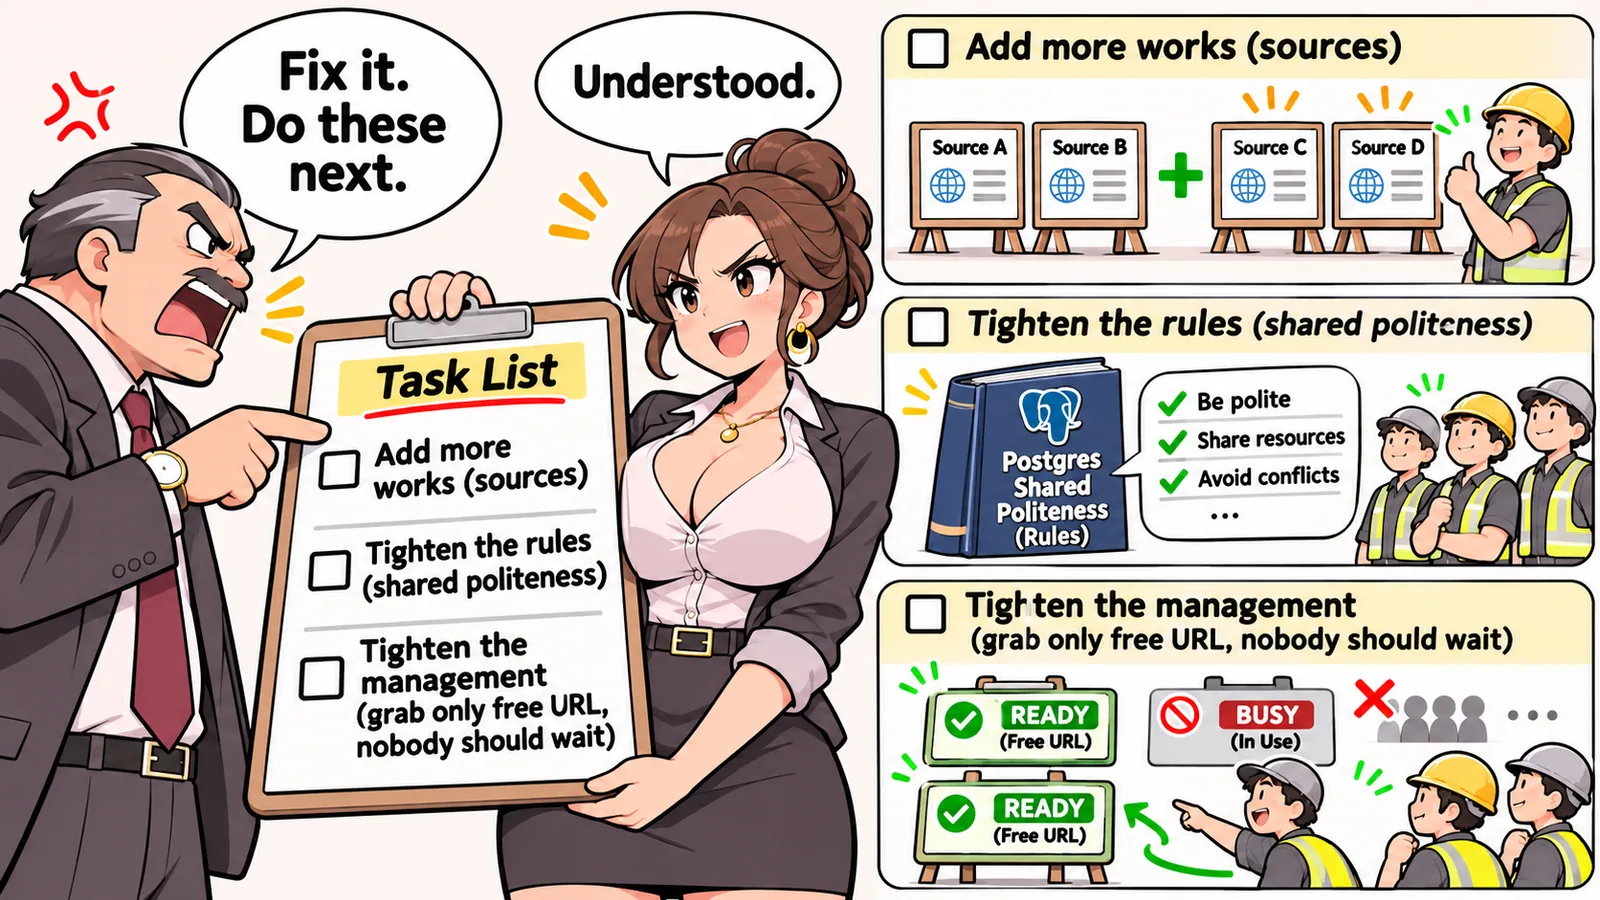 Fix it.
Do these
next.
Understood.
Task List
Add more
works (sources)
Tighten the rules
(shared politeness)
Tighten the
management
(grab only free URL,
nobody should wait)
Add more works (sources)
Source A
Source B
Source C
Source D
Tighten the rules (shared politeness)
Postgres
Shared
Politeness
(Rules)
Be polite
Share resources
Avoid conflicts
...
Tighten the management
(grab only free URL, nobody should wait)
READY
(Free URL)
BUSY
(In Use)
...
READY
(Free URL)